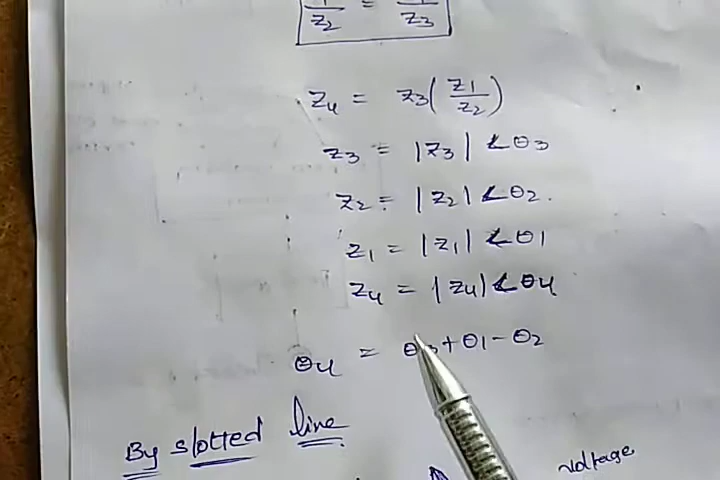 Z2 = Z3
Z4 = Z3(Z1/Z2)
Z3 = |Z3| ∠θ3
Z2 = |Z2| ∠θ2.
Z1 = |Z1| ∠θ1
Z4 = |Z4| ∠θ4
θ4 = θ3+θ1-θ2
By slotted line
voltage